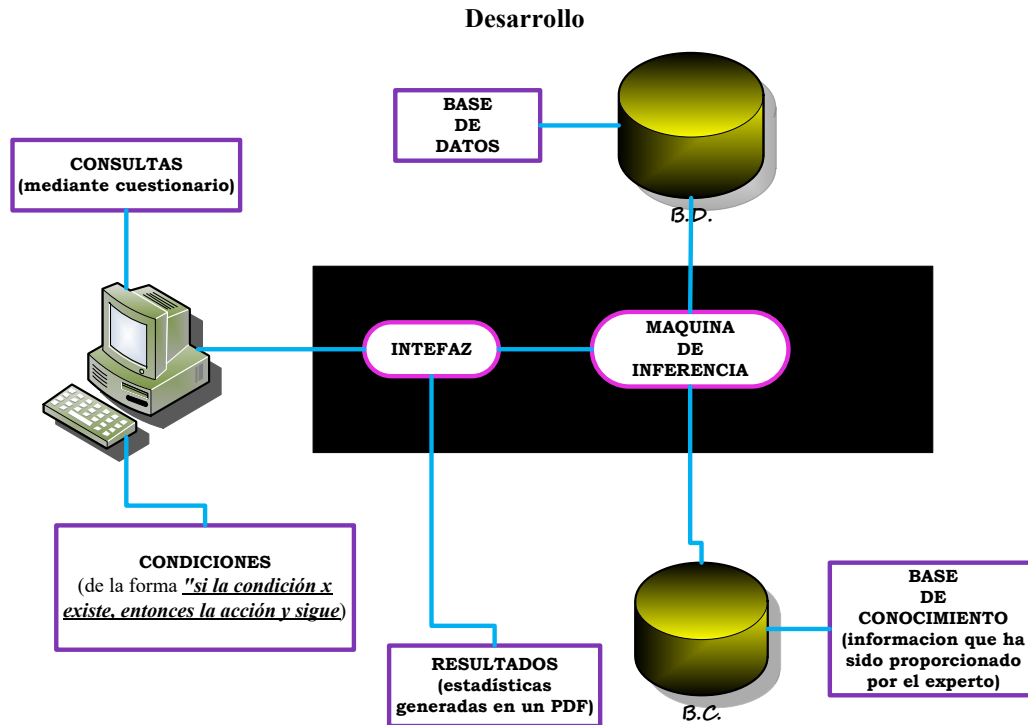 Desarrollo
BASE
DE
DATOS
CONSULTAS
(mediante cuestionario)
B.D.
INTEFAZ
MAQUINA
DE
INFERENCIA
CONDICIONES
(de la forma "si la condición x
existe, entonces la acción y sigue)
RESULTADOS
(estadísticas
generadas en un PDF)
B.C.
BASE
DE
CONOCIMIENTO
(informacion que ha
sido proporcionado
por el experto)